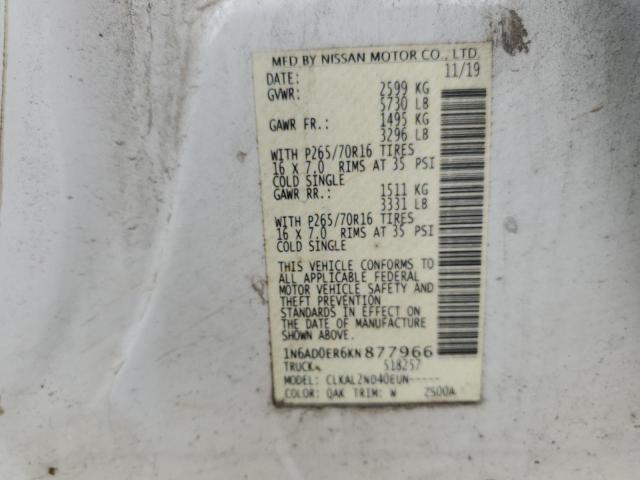 MFD BY NISSAN MOTOR CO., LTD.
DATE: 11/19
GVWR: 2599 KG
5730 LB
GAWR FR.: 1495 KG
3296 LB
WITH P265/70R16 TIRES
16 X 7.0 RIMS AT 35 PSI
COLD SINGLE
GAWR RR.: 1511 KG
3331 LB
WITH P265/70R16 TIRES
16 X 7.0 RIMS AT 35 PSI
COLD SINGLE
THIS VEHICLE CONFORMS TO
ALL APPLICABLE FEDERAL
MOTOR VEHICLE SAFETY AND
THEFT PREVENTION
STANDARDS IN EFFECT ON
THE DATE OF MANUFACTURE
SHOWN ABOVE.
1N6AD0ER6KN877966
TRUCK 518257
MODEL: CLKAL2ND40EUN-----
COLOR: QAK TRIM: W 2S00A